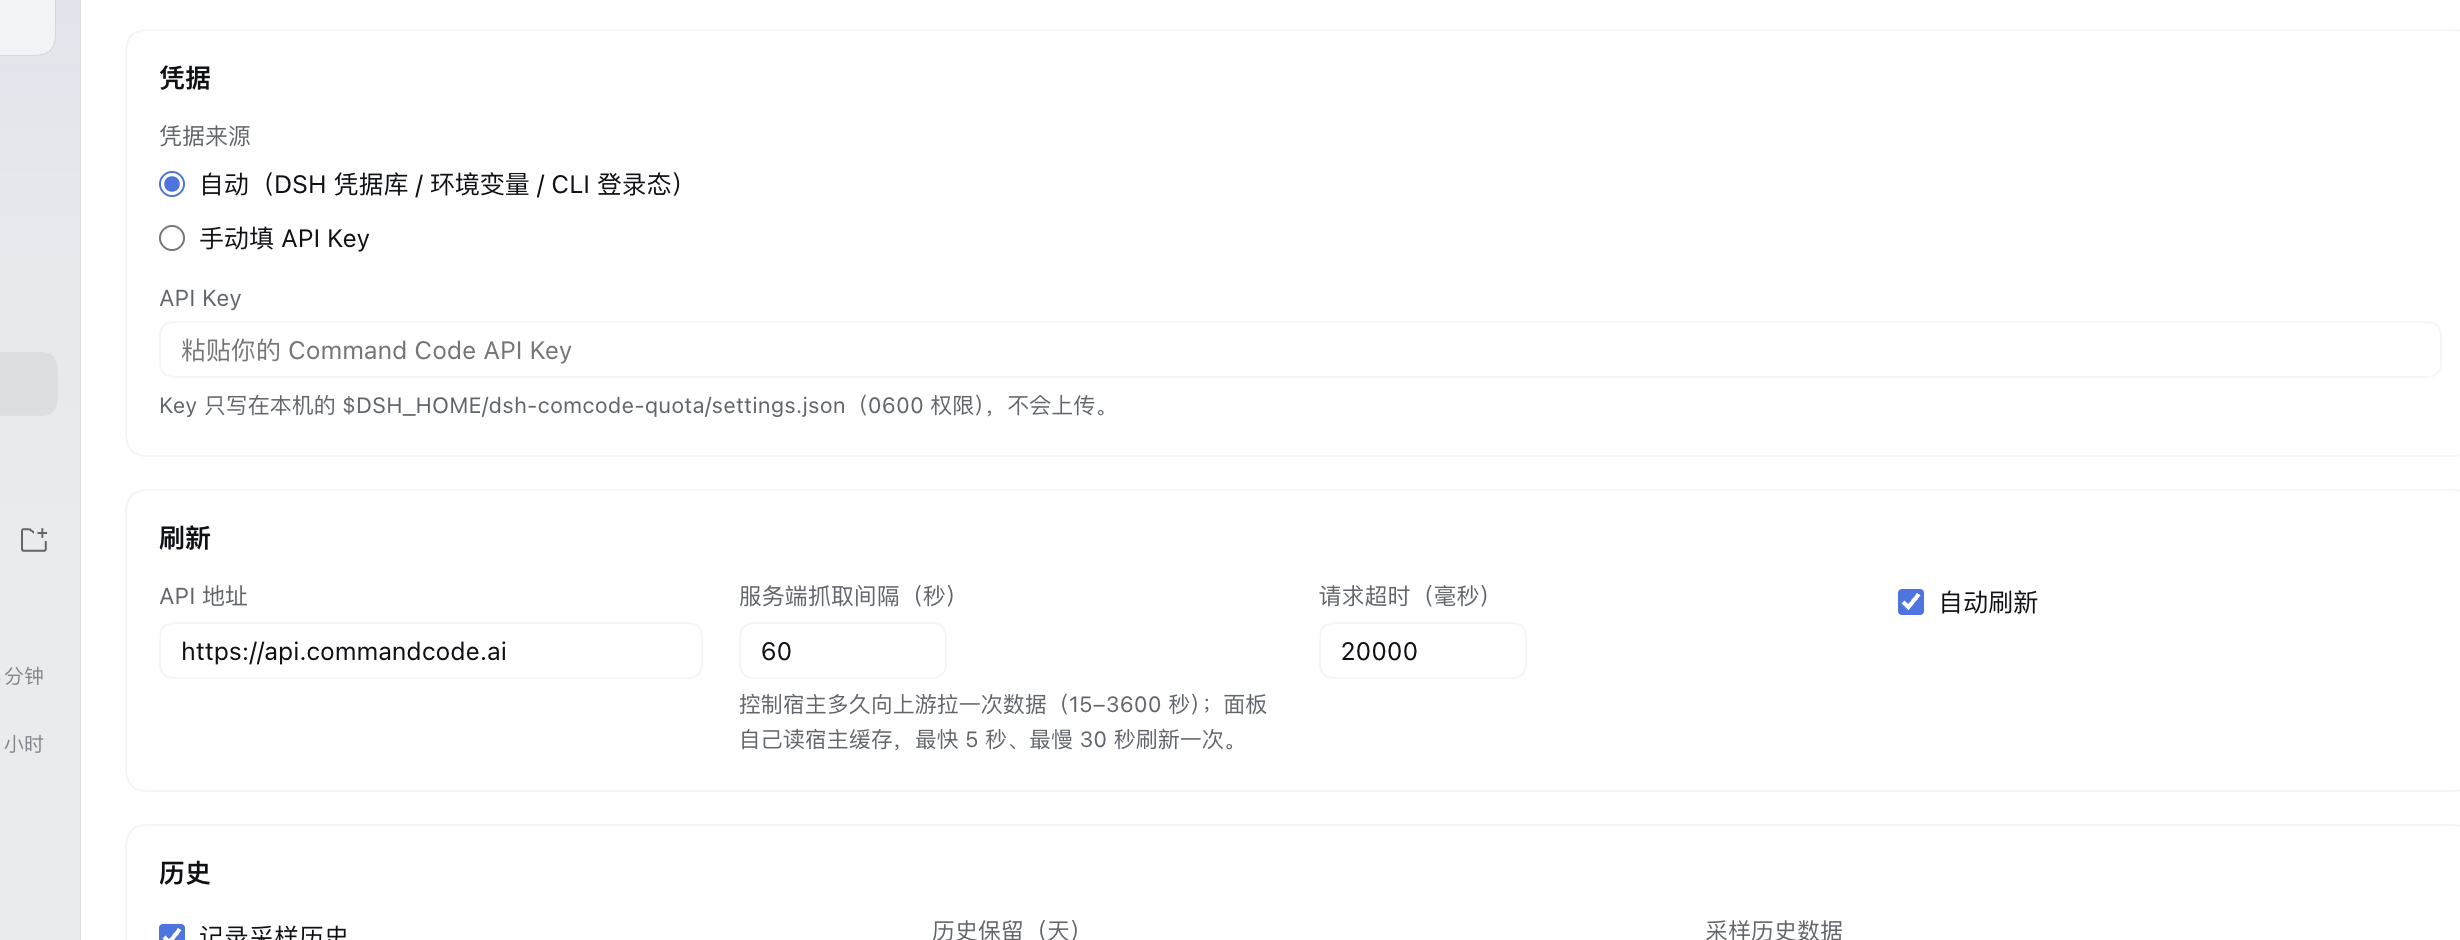 凭据
凭据来源
自动（DSH 凭据库 / 环境变量 / CLI 登录态）
手动填 API Key
API Key
粘贴你的 Command Code API Key
Key 只写在本机的 $DSH_HOME/dsh-comcode-quota/settings.json（0600 权限），不会上传。
刷新
API 地址
https://api.commandcode.ai
服务端抓取间隔（秒）
60
控制宿主多久向上游拉一次数据（15–3600 秒）；面板
自己读宿主缓存，最快 5 秒、最慢 30 秒刷新一次。
请求超时（毫秒）
20000
自动刷新
分钟
小时
历史
记录采样历史
历史保留（天）
采样历史数据